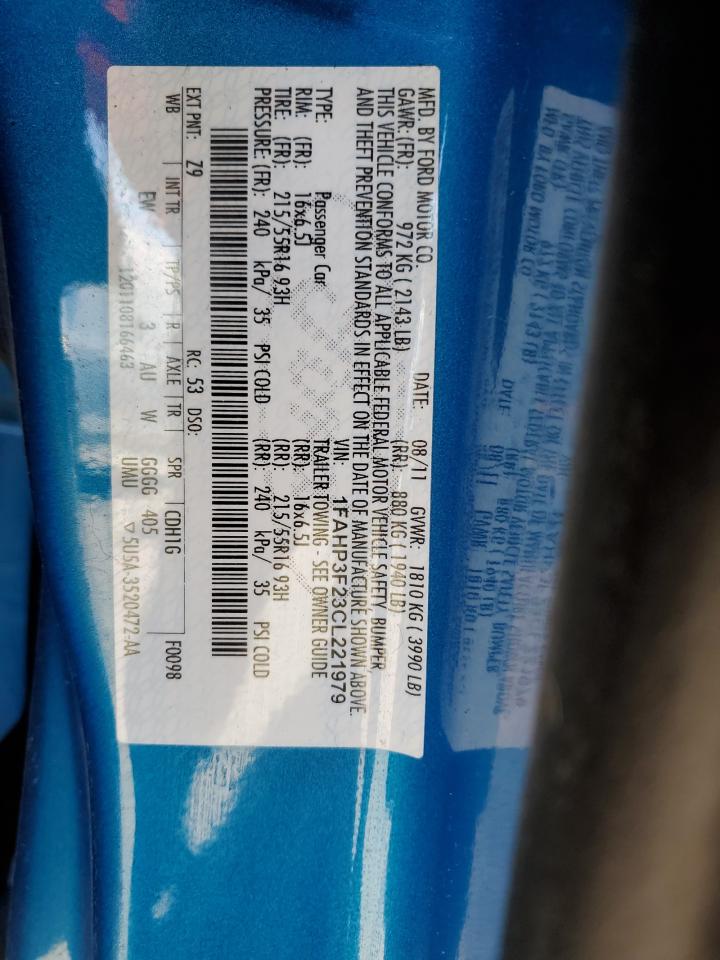 MFD. BY FORD MOTOR CO.
DATE: 08/11 GVWR: 1810 KG ( 3990 LB)
GAWR: (FR): 972 KG ( 2143 LB) (RR): 880 KG ( 1940 LB)
THIS VEHICLE CONFORMS TO ALL APPLICABLE FEDERAL MOTOR VEHICLE SAFETY, BUMPER,
AND THEFT PREVENTION STANDARDS IN EFFECT ON THE DATE OF MANUFACTURE SHOWN ABOVE.
VIN: 1FAHP3F23CL221979
TYPE: Passenger Car TRAILER TOWING - SEE OWNER GUIDE
RIM: (FR): 16x6.5J (RR): 16x6.5J
TIRE: (FR): 215/55R16 93H (RR): 215/55R16 93H
PRESSURE: (FR): 240 kPa/ 35 PSI COLD (RR): 240 kPa/ 35 PSI COLD
EXT PNT: Z9 RC: 53 DSO:
WB INT TR TP/PS R AXLE TR SPR CDH1G F0098
EW 3 AU W GGGG 405
1201108166463 UMU ▽5U5A-3520472-AA